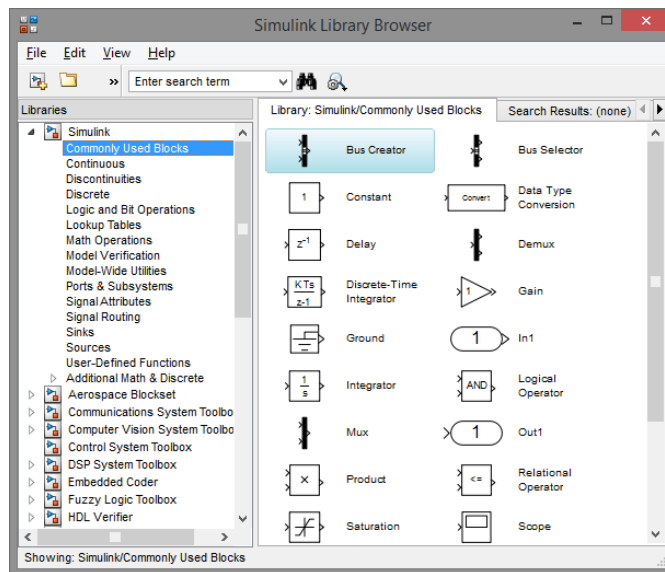 Simulink Library Browser
File Edit View Help
» Enter search term
Libraries
Library: Simulink/Commonly Used Blocks
Search Results: (none)
Simulink
Commonly Used Blocks
Continuous
Discontinuities
Discrete
Logic and Bit Operations
Lookup Tables
Math Operations
Model Verification
Model-Wide Utilities
Ports & Subsystems
Signal Attributes
Signal Routing
Sinks
Sources
User-Defined Functions
Additional Math & Discrete
Aerospace Blockset
Communications System Toolbo
Computer Vision System Toolbo
Control System Toolbox
DSP System Toolbox
Embedded Coder
Fuzzy Logic Toolbox
HDL Verifier
Bus Creator
Bus Selector
1 Constant
Convert Data Type
Conversion
z-1 Delay
Demux
KTs
z-1
Discrete-Time
Integrator
1 Gain
Ground
1 In1
1
s
Integrator
AND Logical
Operator
Mux
1 Out1
× Product
<= Relational
Operator
Saturation
Scope
Showing: Simulink/Commonly Used Blocks